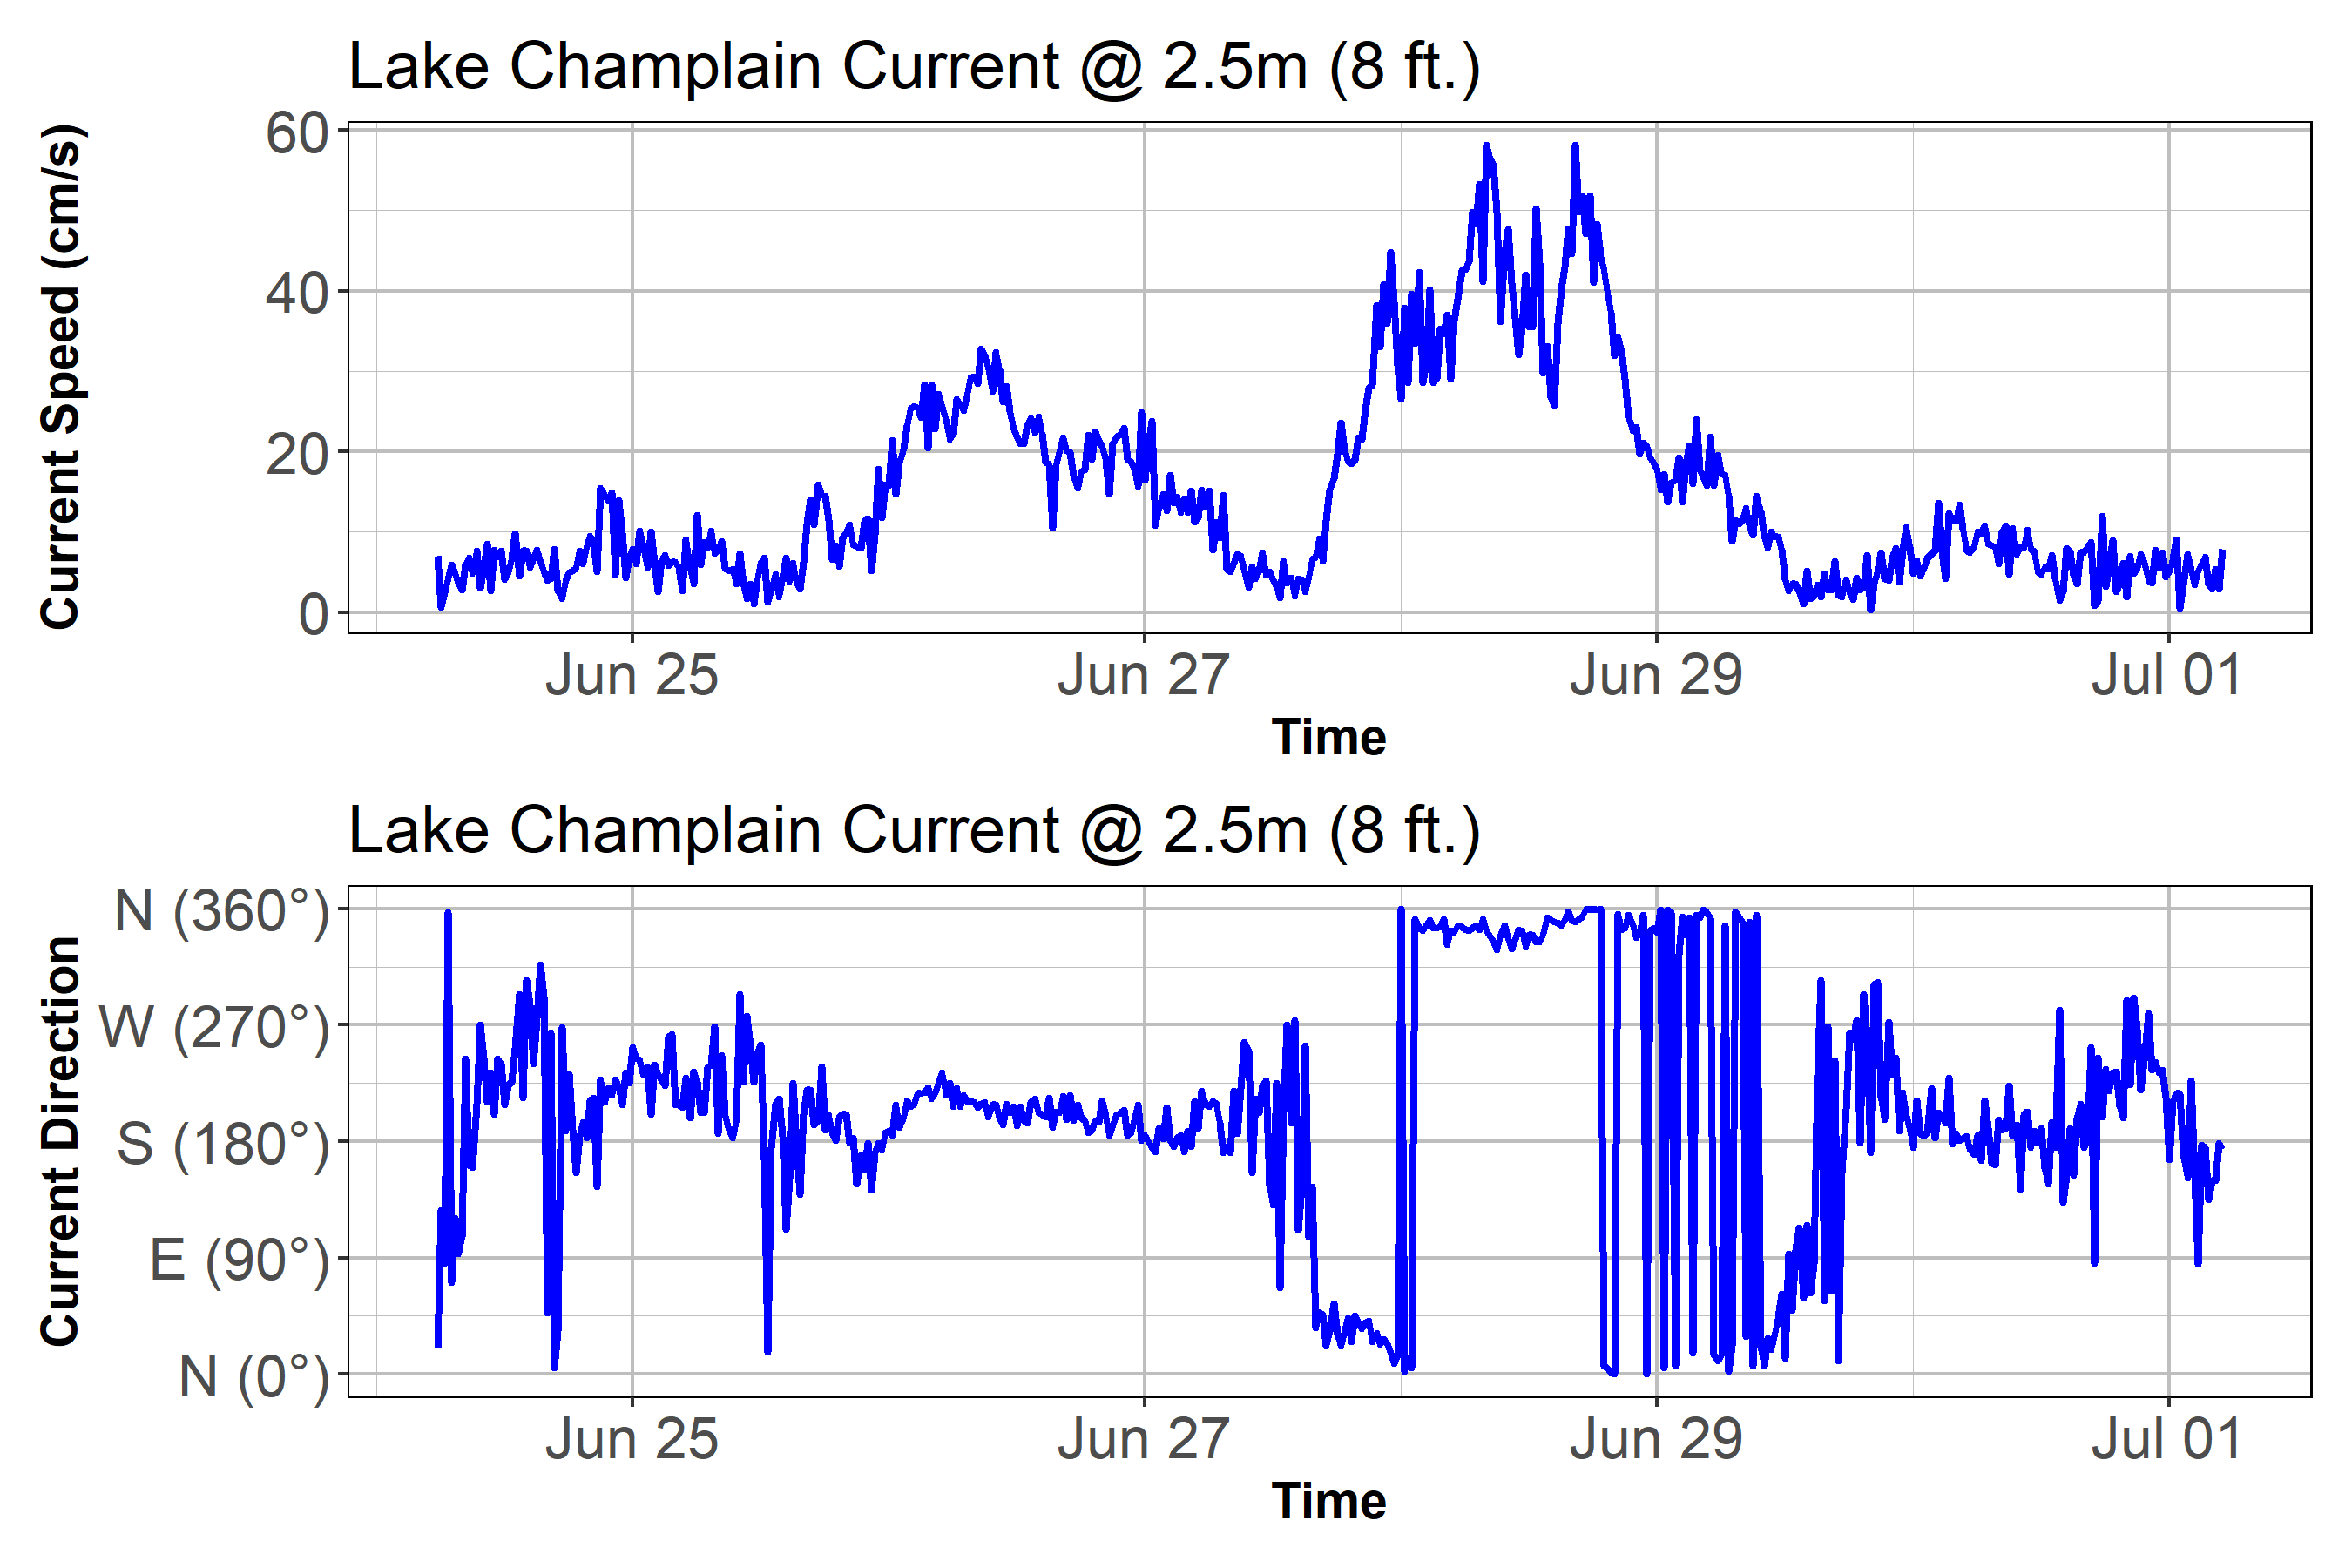 Lake Champlain Current @ 2.5m (8 ft.)
Current Speed (cm/s)
60
40
20
0
Jun 25 Jun 27 Jun 29 Jul 01
Time
Lake Champlain Current @ 2.5m (8 ft.)
Current Direction
N (360°)
W (270°)
S (180°)
E (90°)
N (0°)
Jun 25 Jun 27 Jun 29 Jul 01
Time